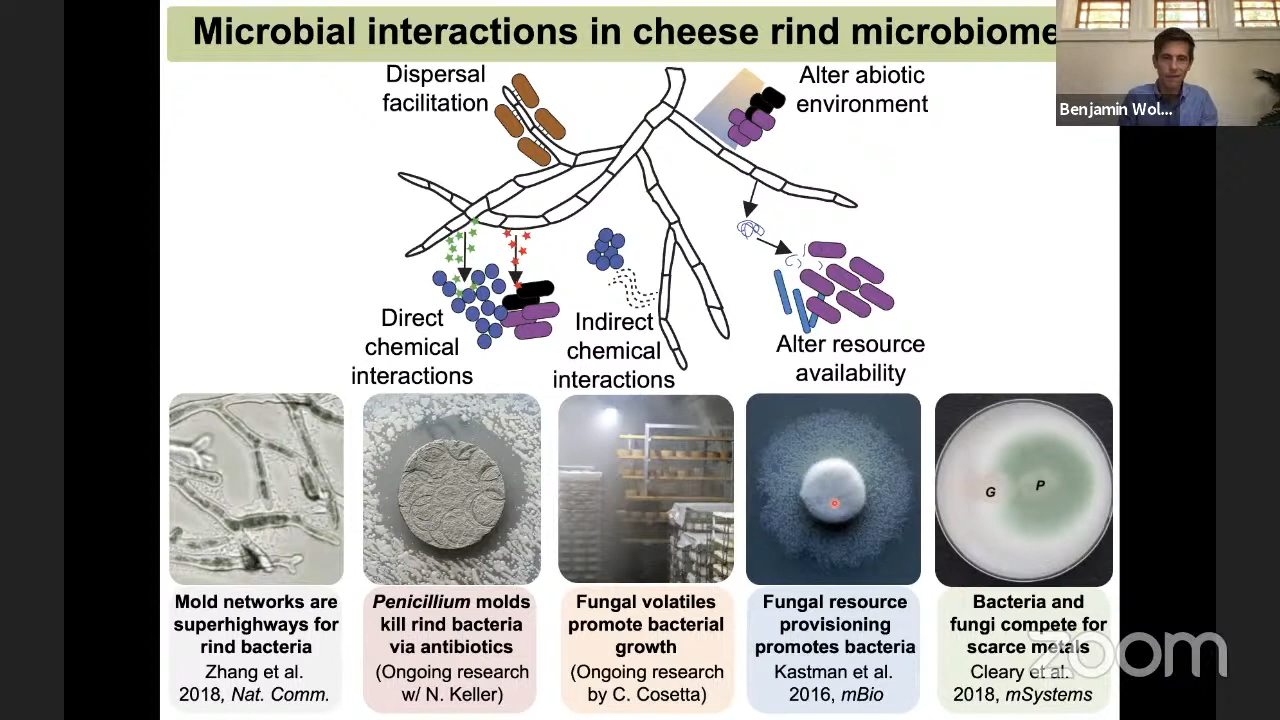 Microbial interactions in cheese rind microbiome
Benjamin Wol...
Dispersal
facilitation
Alter abiotic
environment
Direct
chemical
interactions
Indirect
chemical
interactions
Alter resource
availability
G
P
Mold networks are
superhighways for
rind bacteria
Zhang et al.
2018, Nat. Comm.
Penicillium molds
kill rind bacteria
via antibiotics
(Ongoing research
w/ N. Keller)
Fungal volatiles
promote bacterial
growth
(Ongoing research
by C. Cosetta)
Fungal resource
provisioning
promotes bacteria
Kastman et al.
2016, mBio
Bacteria and
fungi compete for
scarce metals
Cleary et al.
2018, mSystems
zoom